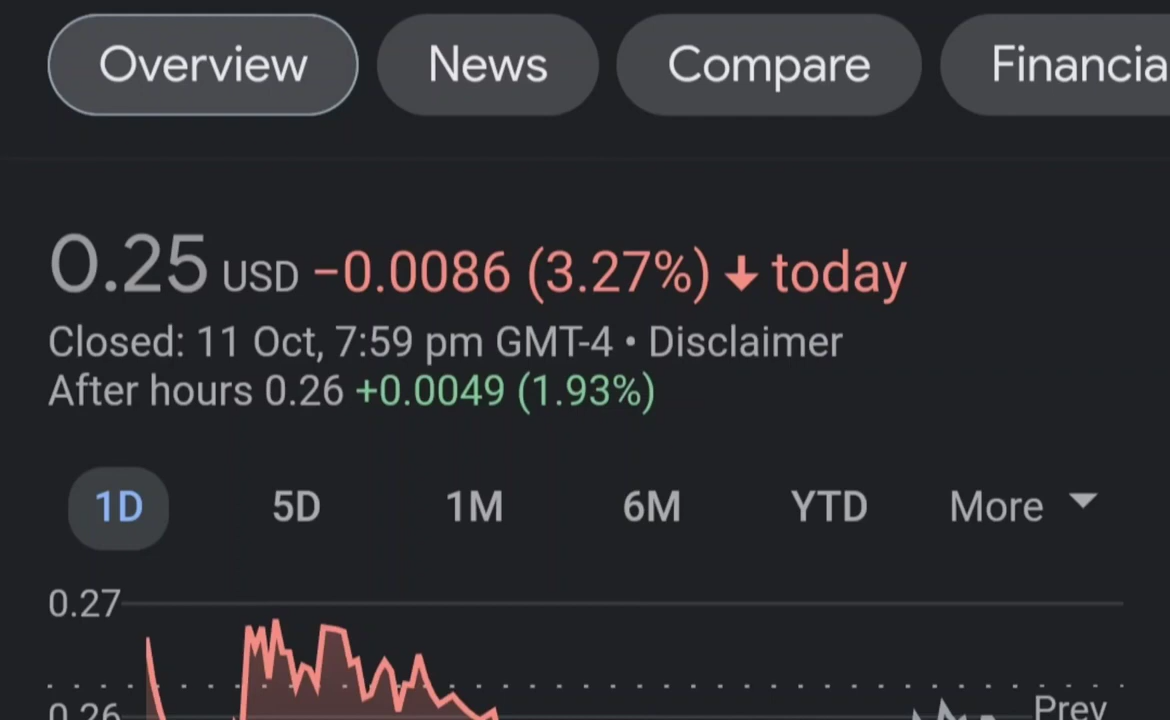 Overview News Compare Financia
0.25 USD −0.0086 (3.27%) ↓ today
Closed: 11 Oct, 7:59 pm GMT-4 • Disclaimer
After hours 0.26 +0.0049 (1.93%)
1D 5D 1M 6M YTD More
0.27
0.26 Prev